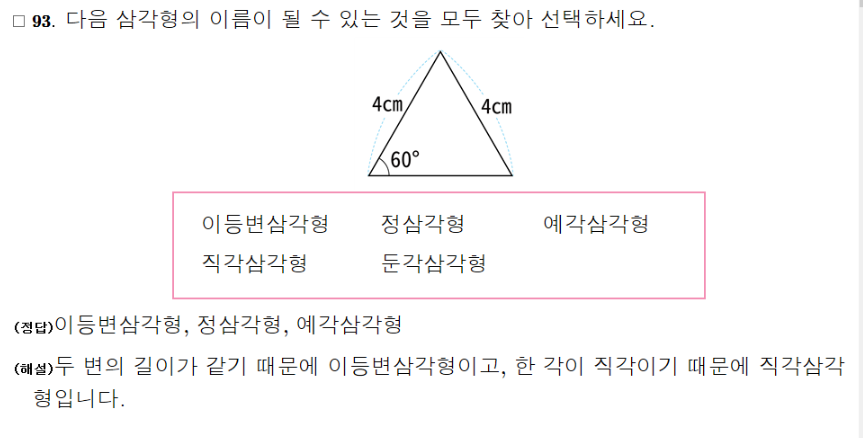 □ 93. 다음 삼각형의 이름이 될 수 있는 것을 모두 찾아 선택하세요.
4cm 4cm
60°
이등변삼각형 정삼각형 예각삼각형
직각삼각형 둔각삼각형
(정답)이등변삼각형, 정삼각형, 예각삼각형
(해설)두 변의 길이가 같기 때문에 이등변삼각형이고, 한 각이 직각이기 때문에 직각삼각
형입니다.